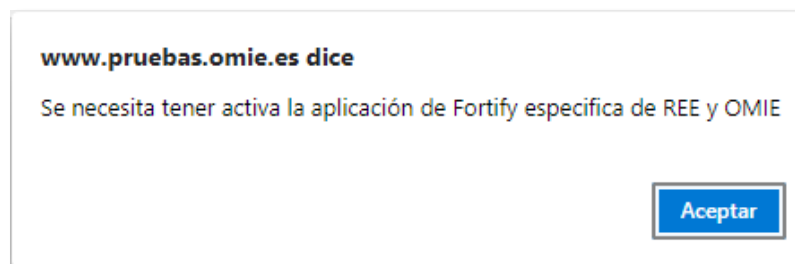 www.pruebas.omie.es dice
Se necesita tener activa la aplicación de Fortify especifica de REE y OMIE
Aceptar